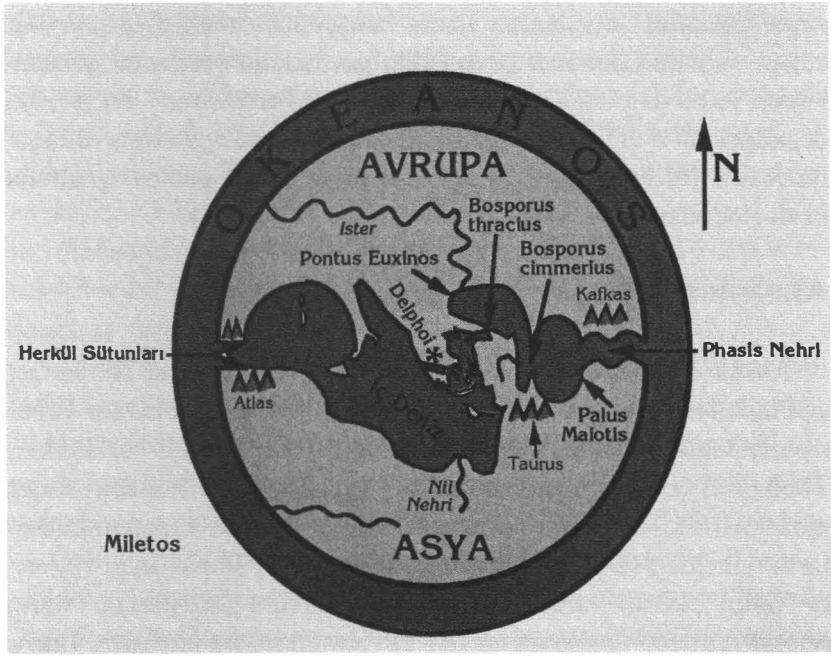 OKEANOS
AVRUPA
N
Ister
Bosporus
thracius
Pontus Euxinos
Bosporus
cimmerius
Kafkas
Delphoi
Herkül Sütunları
Phasis Nehri
Atlas
İç Deniz
Palus
Maiotis
Taurus
Nil
Nehri
Miletos
ASYA